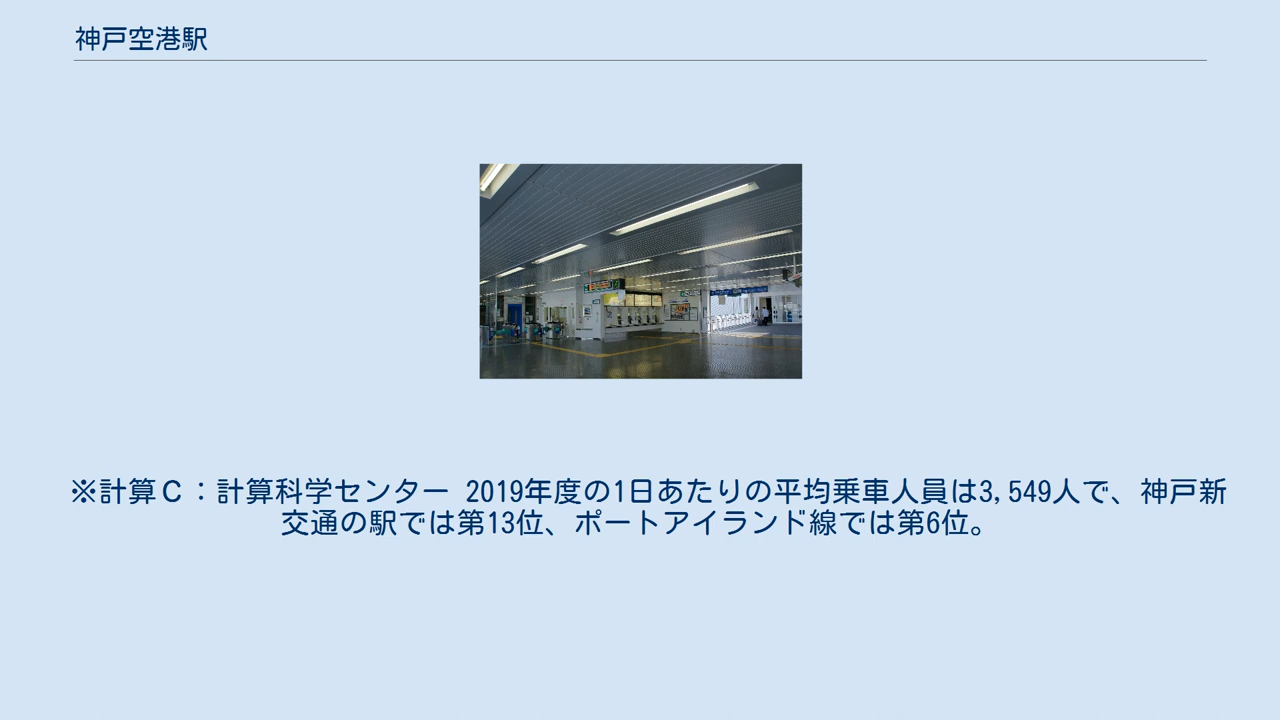 神戸空港駅
※計算Ｃ：計算科学センター 2019年度の1日あたりの平均乗車人員は3,549人で、神戸新
交通の駅では第13位、ポートアイランド線では第6位。